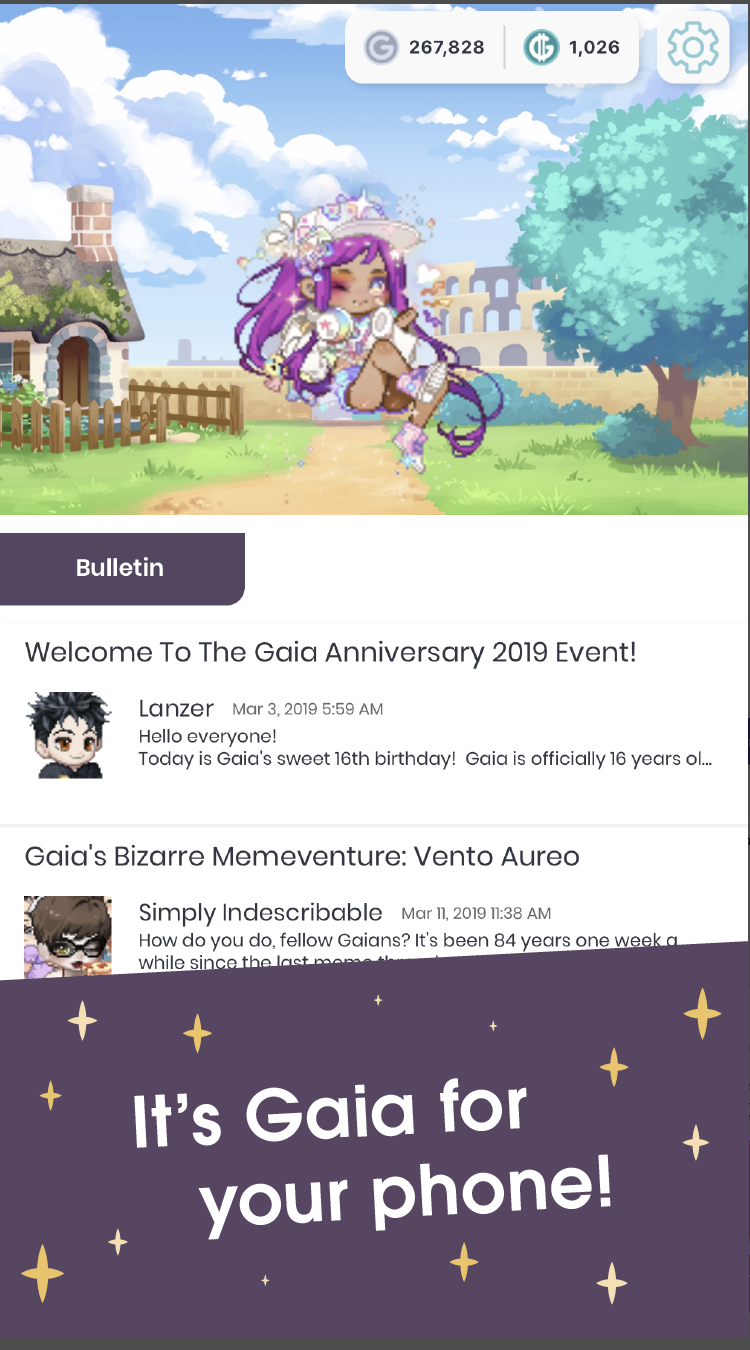 267,828 1,026
Bulletin
Welcome To The Gaia Anniversary 2019 Event!
Lanzer Mar 3, 2019 5:59 AM
Hello everyone!
Today is Gaia's sweet 16th birthday! Gaia is officially 16 years ol...
Gaia's Bizarre Memeventure: Vento Aureo
Simply Indescribable Mar 11, 2019 11:38 AM
How do you do, fellow Gaians? It's been 84 years one week a
while since the last meme
It's Gaia for
your phone!